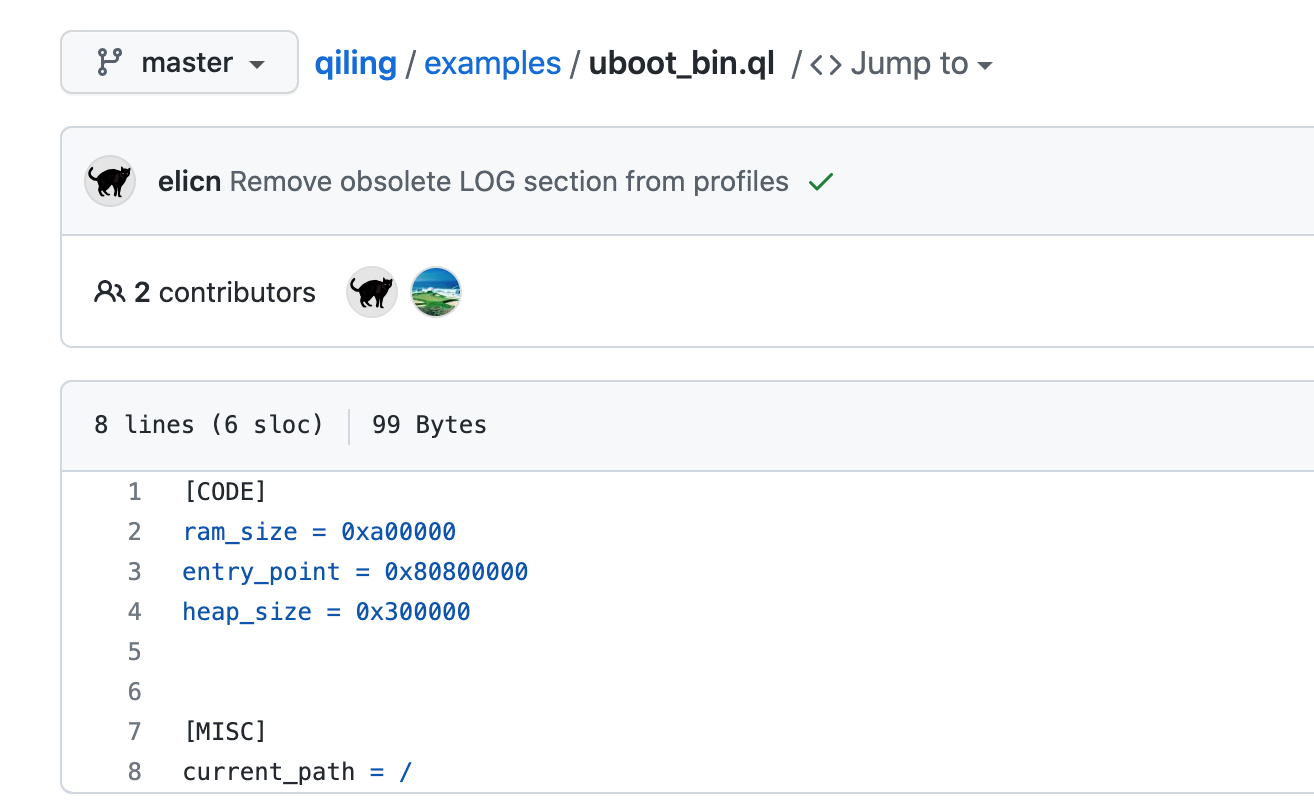 master qiling / examples / uboot_bin.ql / <> Jump to
elicn Remove obsolete LOG section from profiles
2 contributors
8 lines (6 sloc) 99 Bytes
1 [CODE]
2 ram_size = 0xa00000
3 entry_point = 0x80800000
4 heap_size = 0x300000
5
6
7 [MISC]
8 current_path = /